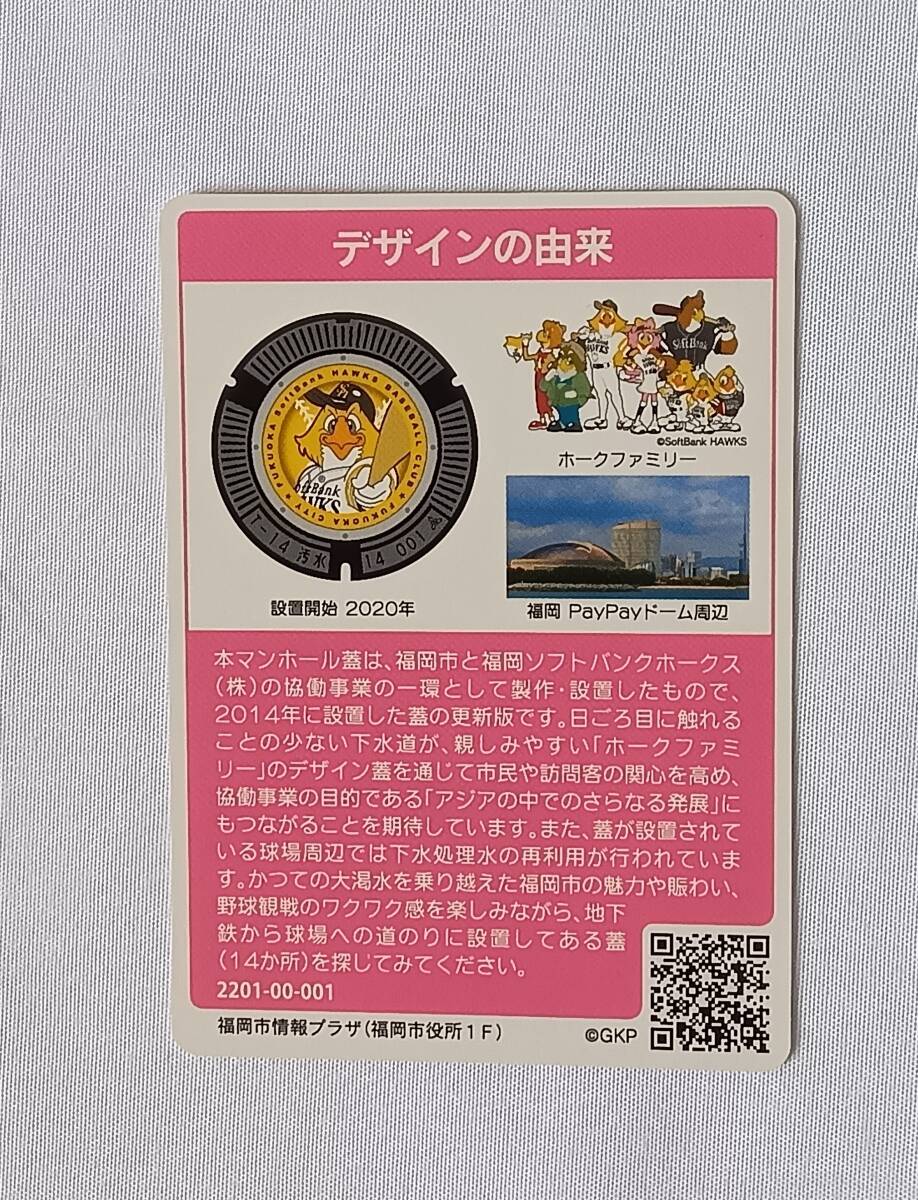 デザインの由来
FUKUOKA SoftBank HAWKS BASEBALL CLUB ★ FUKUOKA CITY ★
T-14 汚水 14 001
SoftBank
©SoftBank HAWKS
ホークファミリー
設置開始 2020年
福岡 PayPayドーム周辺
本マンホール蓋は、福岡市と福岡ソフトバンクホークス
(株)の協働事業の一環として製作・設置したもので、
2014年に設置した蓋の更新版です。日ごろ目に触れる
ことの少ない下水道が、親しみやすい「ホークファミ
リー」のデザイン蓋を通じて市民や訪問客の関心を高め、
協働事業の目的である「アジアの中でのさらなる発展」に
もつながることを期待しています。また、蓋が設置されて
いる球場周辺では下水処理水の再利用が行われていま
す。かつての大渇水を乗り越えた福岡市の魅力や賑わい、
野球観戦のワクワク感を楽しみながら、地下
鉄から球場への道のりに設置してある蓋
(14か所)を探してみてください。
2201-00-001
福岡市情報プラザ(福岡市役所1F)
©GKP